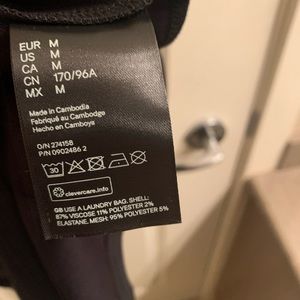 EUR M
US M
CA M
CN 170/96A
MX M
Made in Cambodia
Fabriqué au Cambodge
Hecho en Camboya
O/N 274158
P/N 0902486 2
30
clevercare.info
GB USE A LAUNDRY BAG. SHELL:
87% VISCOSE 11% POLYESTER 2%
ELASTANE. MESH: 95% POLYESTER 5%